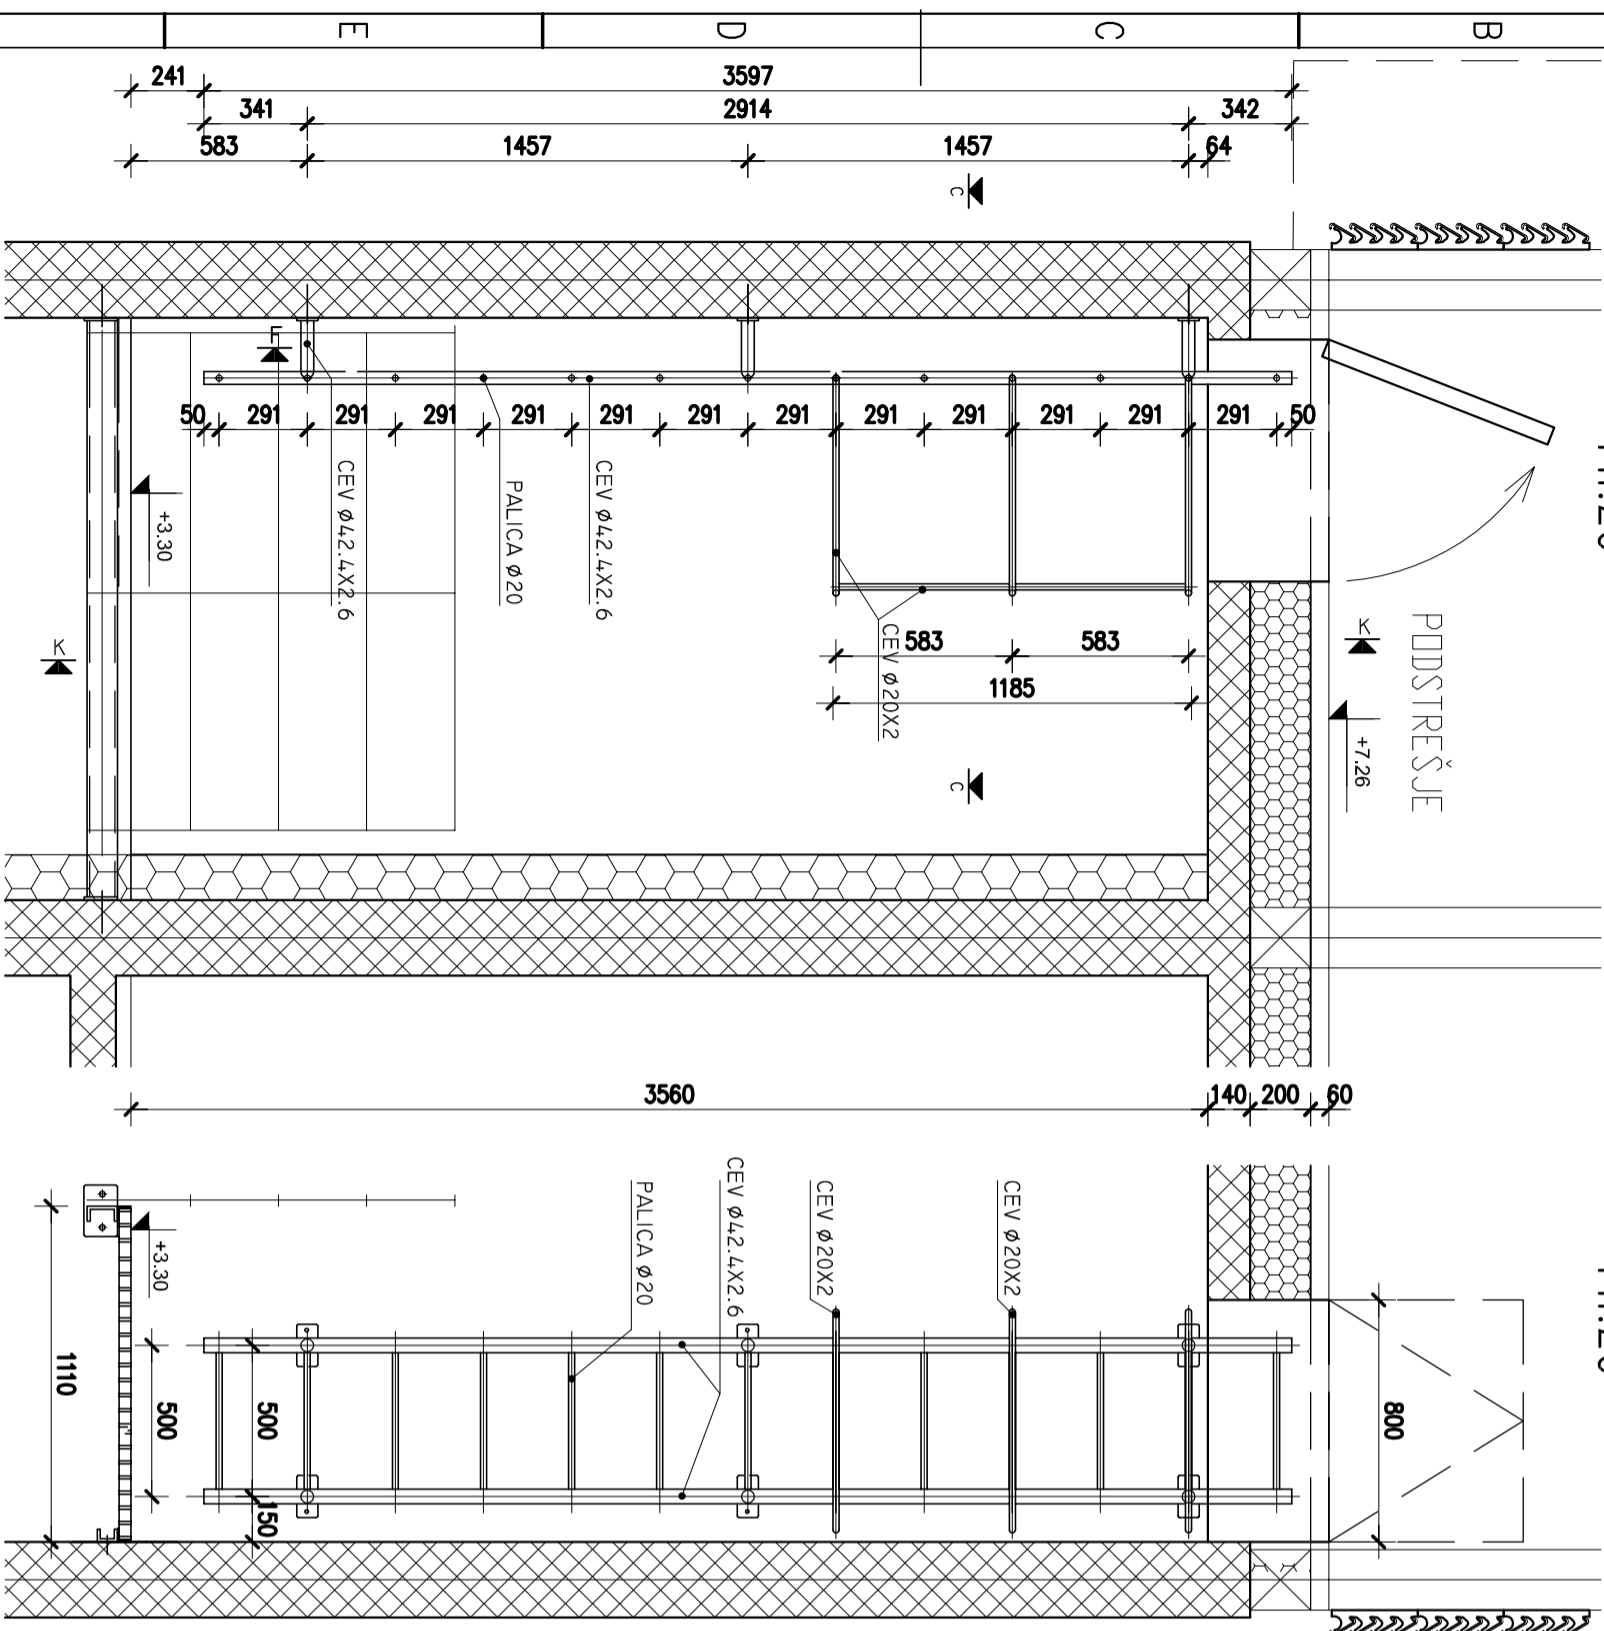 E
D
C
B
241
3597
341
2914
342
583
1457
1457
64
C
F
50
291
291
291
291
291
291
291
291
291
291
291
291
50
CEV Ø42.4X2.6
PALICA Ø20
CEV Ø42.4X2.6
+3.30
CEV Ø20X2
583
583
1185
K
K
PODSTREŠJE
+7.26
C
3560
140
200
60
CEV Ø42.4X2.6
PALICA Ø20
CEV Ø20X2
CEV Ø20X2
+3.30
1110
500
500
150
800